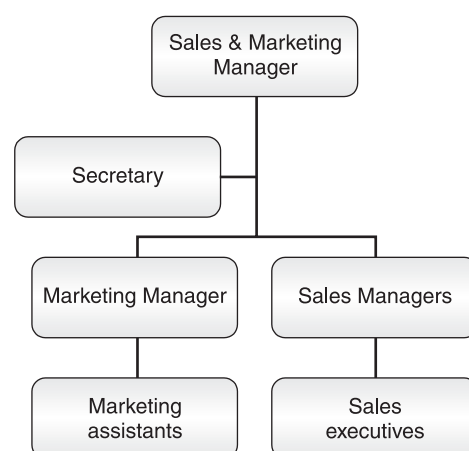 Sales & Marketing
Manager
Secretary
Marketing Manager
Sales Managers
Marketing
assistants
Sales
executives